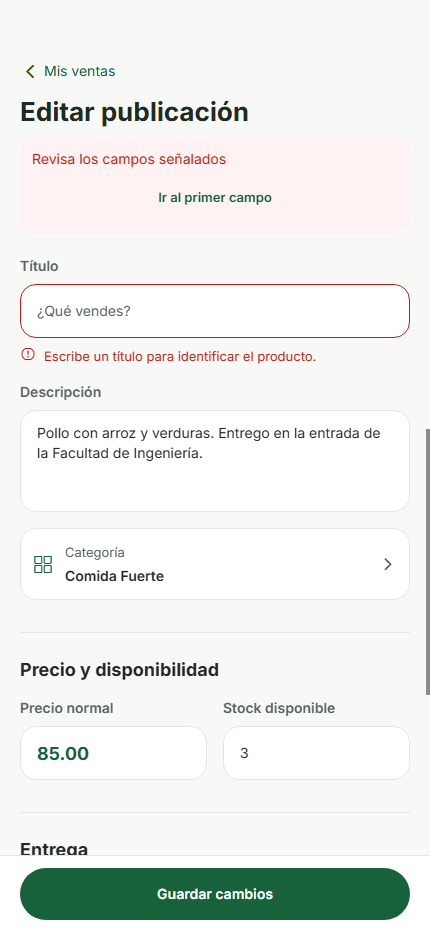 Mis ventas
Editar publicación
Revisa los campos señalados
Ir al primer campo
Título
¿Qué vendes?
Escribe un título para identificar el producto.
Descripción
Pollo con arroz y verduras. Entrego en la entrada de
la Facultad de Ingeniería.
Categoría
Comida Fuerte
Precio y disponibilidad
Precio normal
Stock disponible
85.00
3
Entrega
Guardar cambios